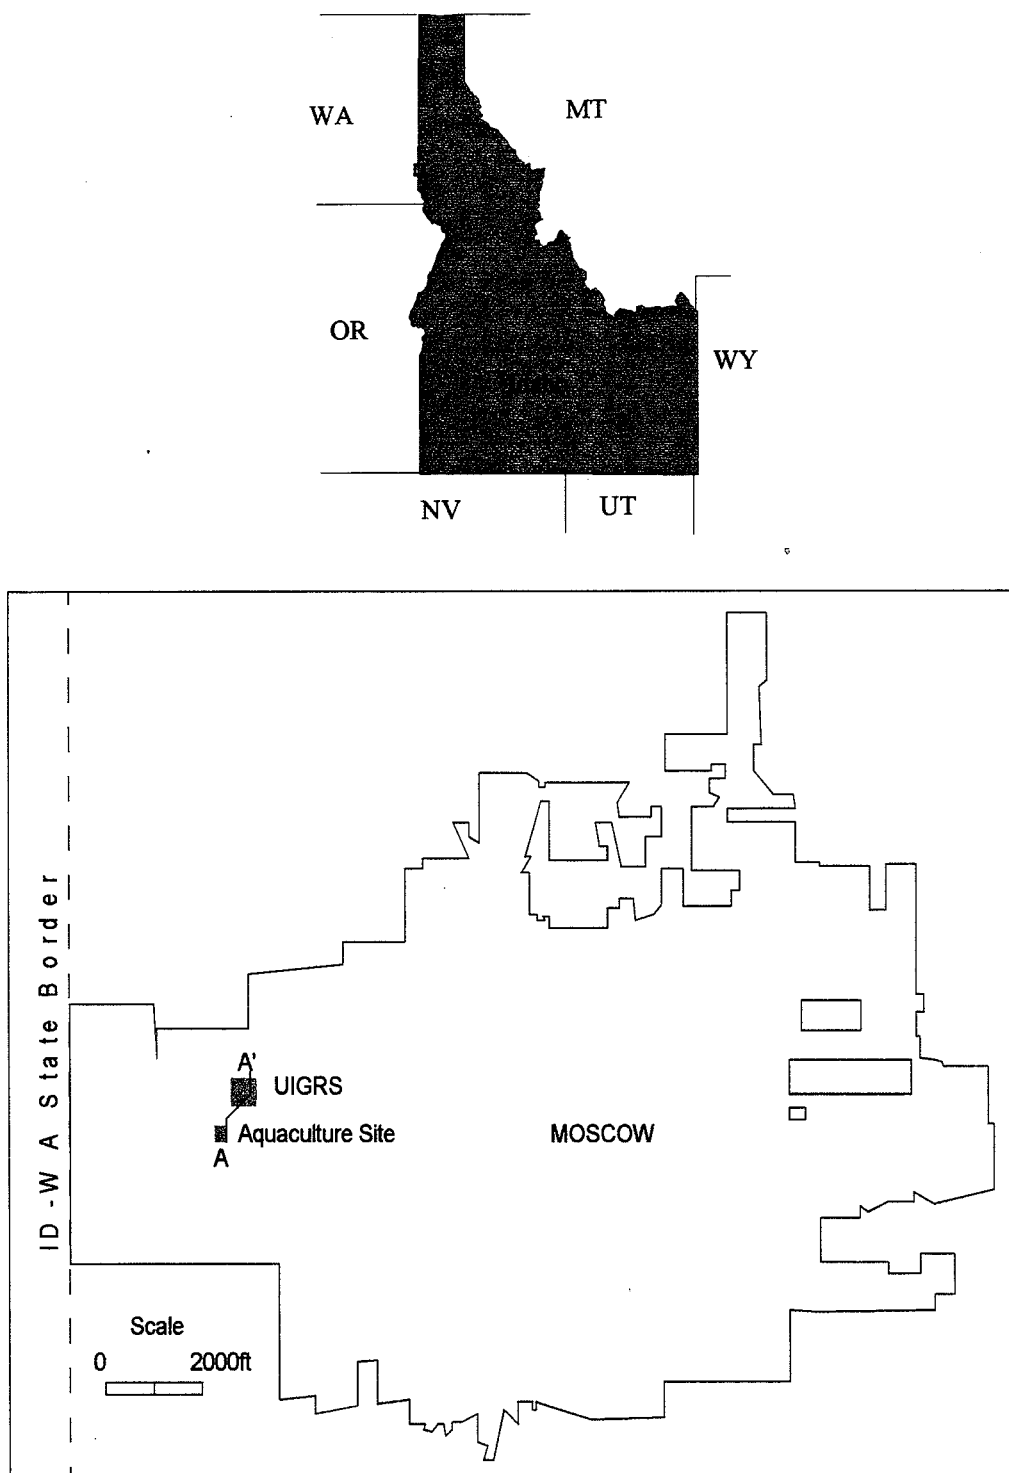 WA
MT
OR
WY
NV
UT
ID - W A State Border
A'
UIGRS
Aquaculture Site
A
MOSCOW
Scale
0
2000ft